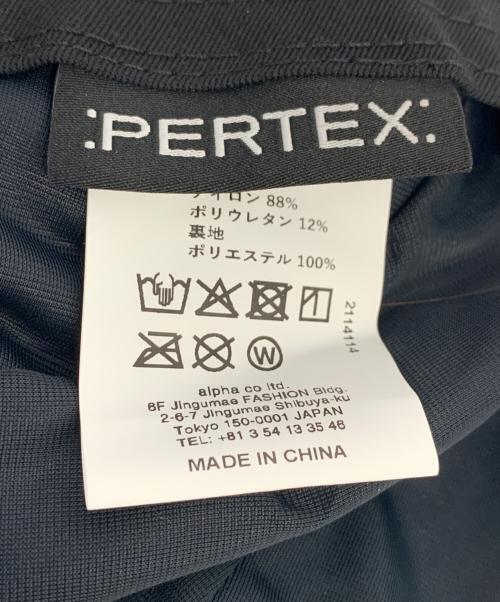 :PERTEX:
ナイロン 88%
ポリウレタン 12%
裏地
ポリエステル 100%
2114114
W
alpha co ltd.
6F Jingumae FASHION Bldg.
2-6-7 Jingumae Shibuya-ku
Tokyo 150-0001 JAPAN
TEL: +81 3 54 13 35 46
MADE IN CHINA